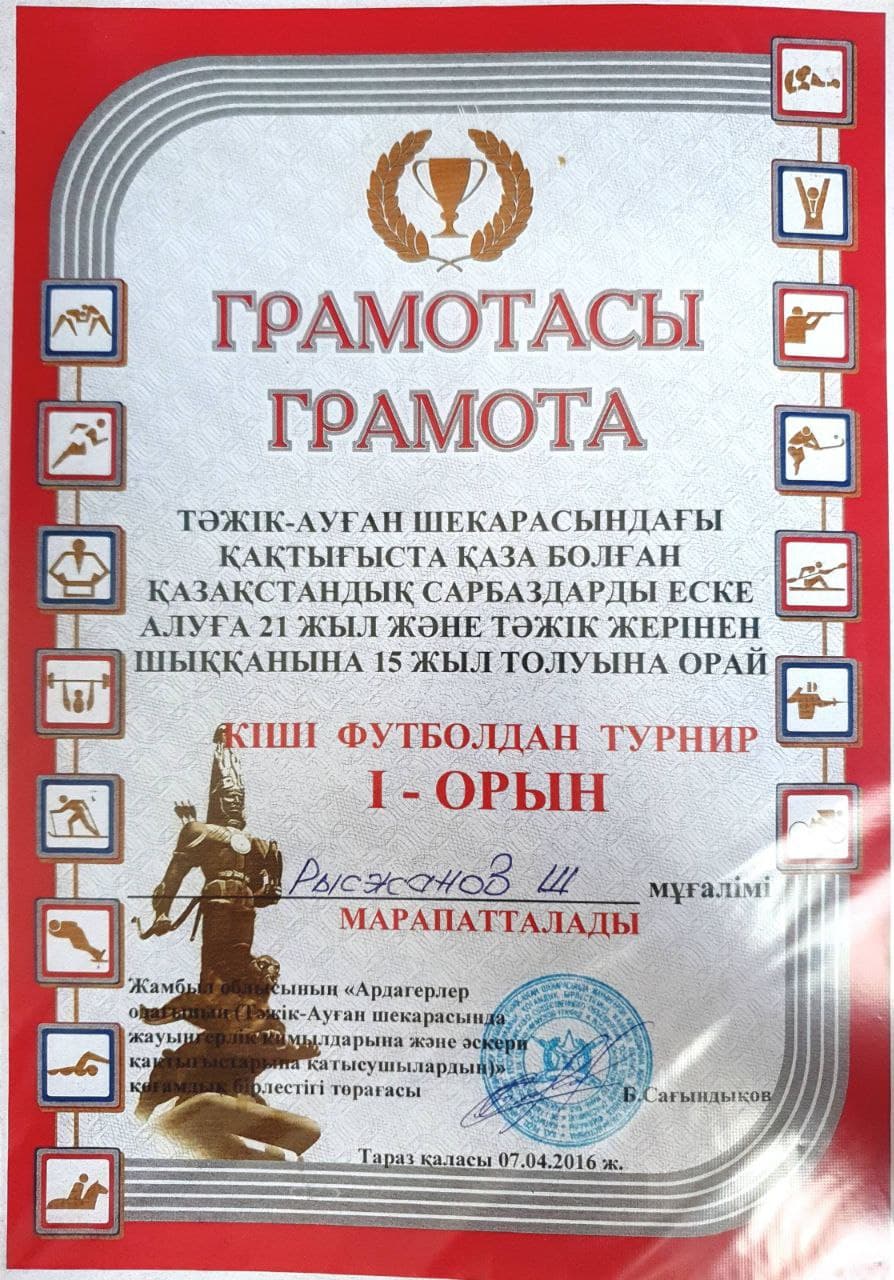 ГРАМОТАСЫ
ГРАМОТА
ТӘЖІК-АУҒАН ШЕКАРАСЫНДАҒЫ
ҚАҚТЫҒЫСТА ҚАЗА БОЛҒАН
ҚАЗАҚСТАНДЫҚ САРБАЗДАРДЫ ЕСКЕ
АЛУҒА 21 ЖЫЛ ЖӘНЕ ТӘЖІК ЖЕРІНЕН
ШЫҚҚАНЫНА 15 ЖЫЛ ТОЛУЫНА ОРАЙ
КІШІ ФУТБОЛДАН ТУРНИР
I - ОРЫН
Рысжанов Ш мұғалімі
МАРАПАТТАЛАДЫ
Жамбыл облысының «Ардагерлер
одағының (Тәжік-Ауған шекарасында
жауынгерлік қимылдарына және әскери
қақтығыстарына қатысушылардың)»
қоғамдық бірлестігі төрағасы
Б.Сағындықов
Тараз қаласы 07.04.2016 ж.